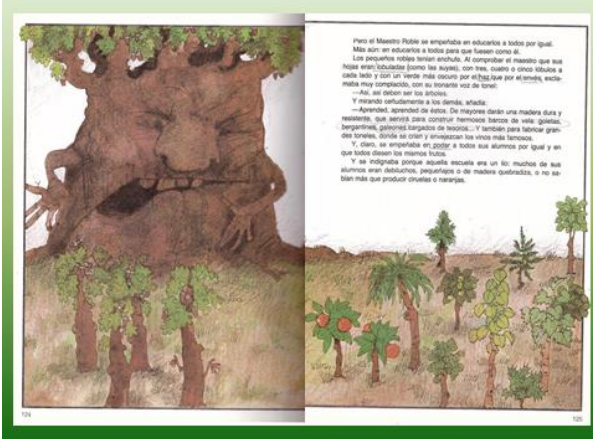 Pero el Maestro Roble se empeñaba en educarlos a todos por igual.
Más aún: en educarlos a todos para que fuesen como él.
Los pequeños robles tenían enchufe. Al comprobar el maestro que sus
hojas eran lobuladas (como las suyas), con tres, cuatro o cinco lóbulos a
cada lado y con un verde más oscuro por el haz que por el envés, excla-
maba muy complacido, con su tronante voz de tonel:
—Así, así deben ser los árboles.
Y mirando ceñudamente a los demás, añadía:
—Aprended, aprended de éstos. De mayores darán una madera dura y
resistente, que servirá para construir hermosos barcos de vela: goletas,
bergantines, galeones cargados de tesoros... Y también para fabricar gran-
des toneles, donde se crían y envejezcan los vinos más famosos.
Y, claro, se empeñaba en podar a todos sus alumnos por igual y en
que todos diesen los mismos frutos.
Y se indignaba porque aquella escuela era un lío: muchos de sus
alumnos eran debiluchos, pequeñajos o de madera quebradiza, o no sa-
bían más que producir ciruelas o naranjas.
124
125